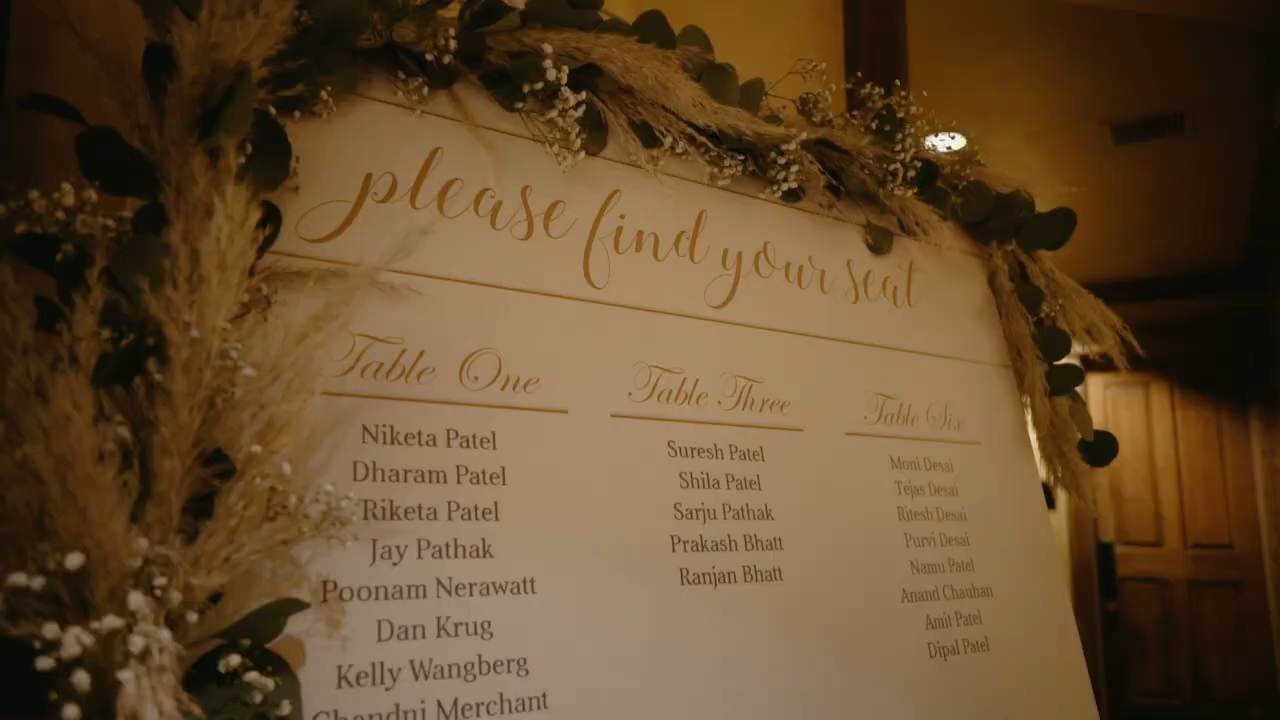 please find your seat
Table One
Niketa Patel
Dharam Patel
Riketa Patel
Jay Pathak
Poonam Nerawatt
Dan Krug
Kelly Wangberg
Chandni Merchant
Table Three
Suresh Patel
Shila Patel
Sarju Pathak
Prakash Bhatt
Ranjan Bhatt
Table Six
Moni Desai
Tejas Desai
Ritesh Desai
Purvi Desai
Namu Patel
Anand Chauhan
Amit Patel
Dipal Patel